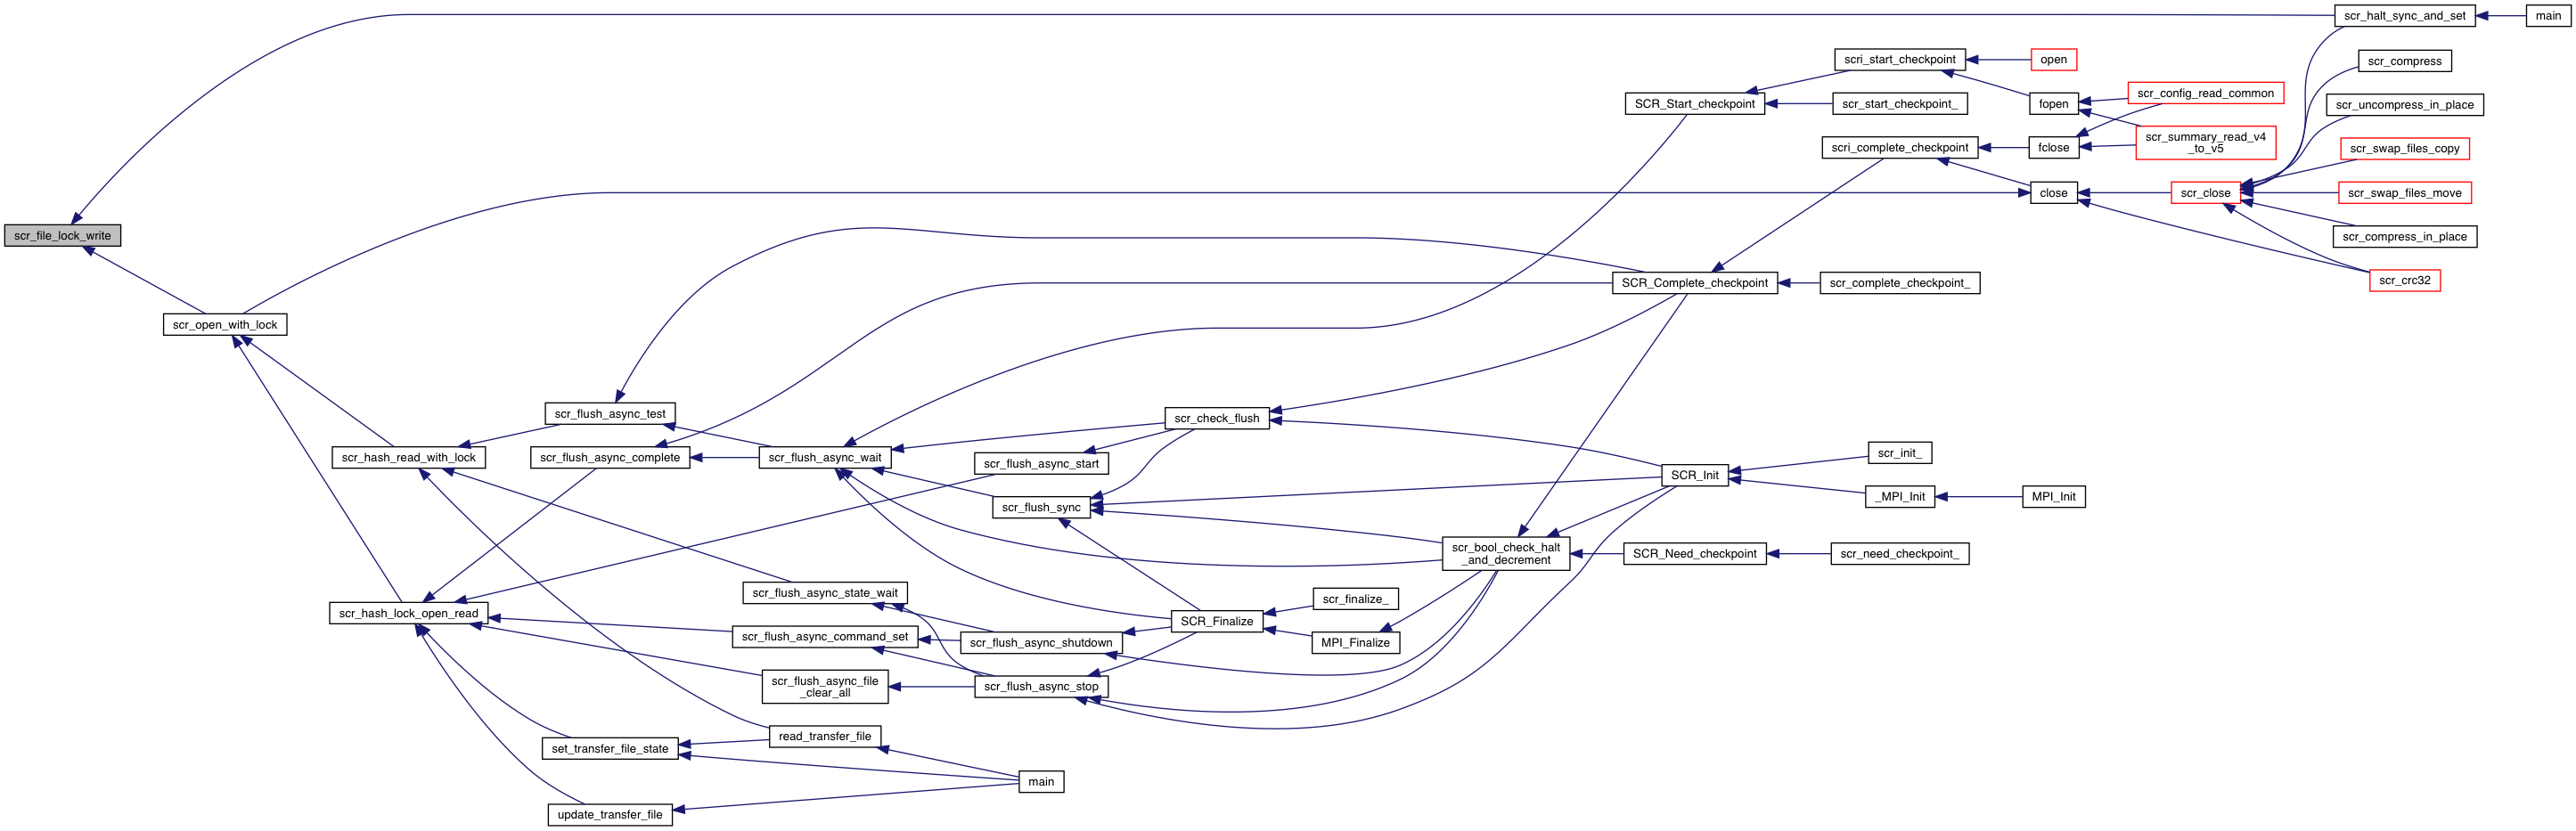 scr_halt_sync_and_set
main
scri_start_checkpoint
open
scr_compress
SCR_Start_checkpoint
scr_start_checkpoint_
fopen
scr_config_read_common
scr_uncompress_in_place
scri_complete_checkpoint
fclose
scr_summary_read_v4
_to_v5
scr_swap_files_copy
close
scr_close
scr_swap_files_move
scr_file_lock_write
scr_compress_in_place
SCR_Complete_checkpoint
scr_complete_checkpoint_
scr_crc32
scr_open_with_lock
scr_flush_async_test
scr_check_flush
scr_hash_read_with_lock
scr_flush_async_complete
scr_flush_async_wait
scr_flush_async_start
scr_init_
SCR_Init
_MPI_Init
MPI_Init
scr_flush_sync
scr_bool_check_halt
_and_decrement
SCR_Need_checkpoint
scr_need_checkpoint_
scr_flush_async_state_wait
scr_finalize_
scr_hash_lock_open_read
SCR_Finalize
scr_flush_async_command_set
scr_flush_async_shutdown
MPI_Finalize
scr_flush_async_file
_clear_all
scr_flush_async_stop
read_transfer_file
set_transfer_file_state
main
update_transfer_file